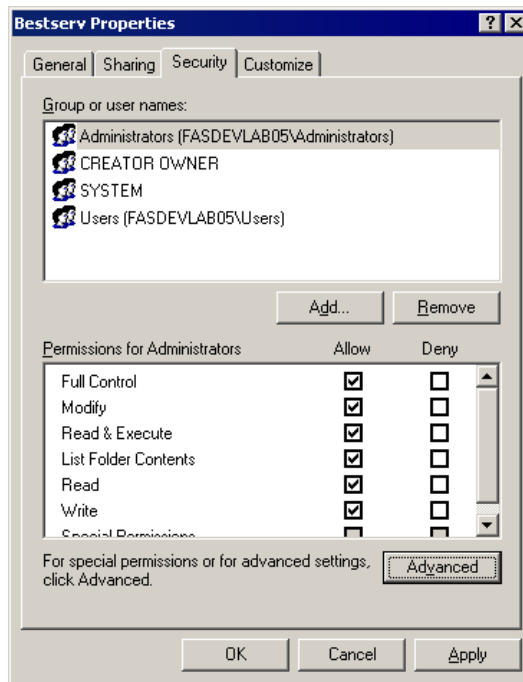 Bestserv Properties
General Sharing Security Customize
Group or user names:
Administrators (FASDEVLAB05\Administrators)
CREATOR OWNER
SYSTEM
Users (FASDEVLAB05\Users)
Add... Remove
Permissions for Administrators Allow Deny
Full Control
Modify
Read & Execute
List Folder Contents
Read
Write
Special Permissions
For special permissions or for advanced settings,
click Advanced.
Advanced
OK Cancel Apply